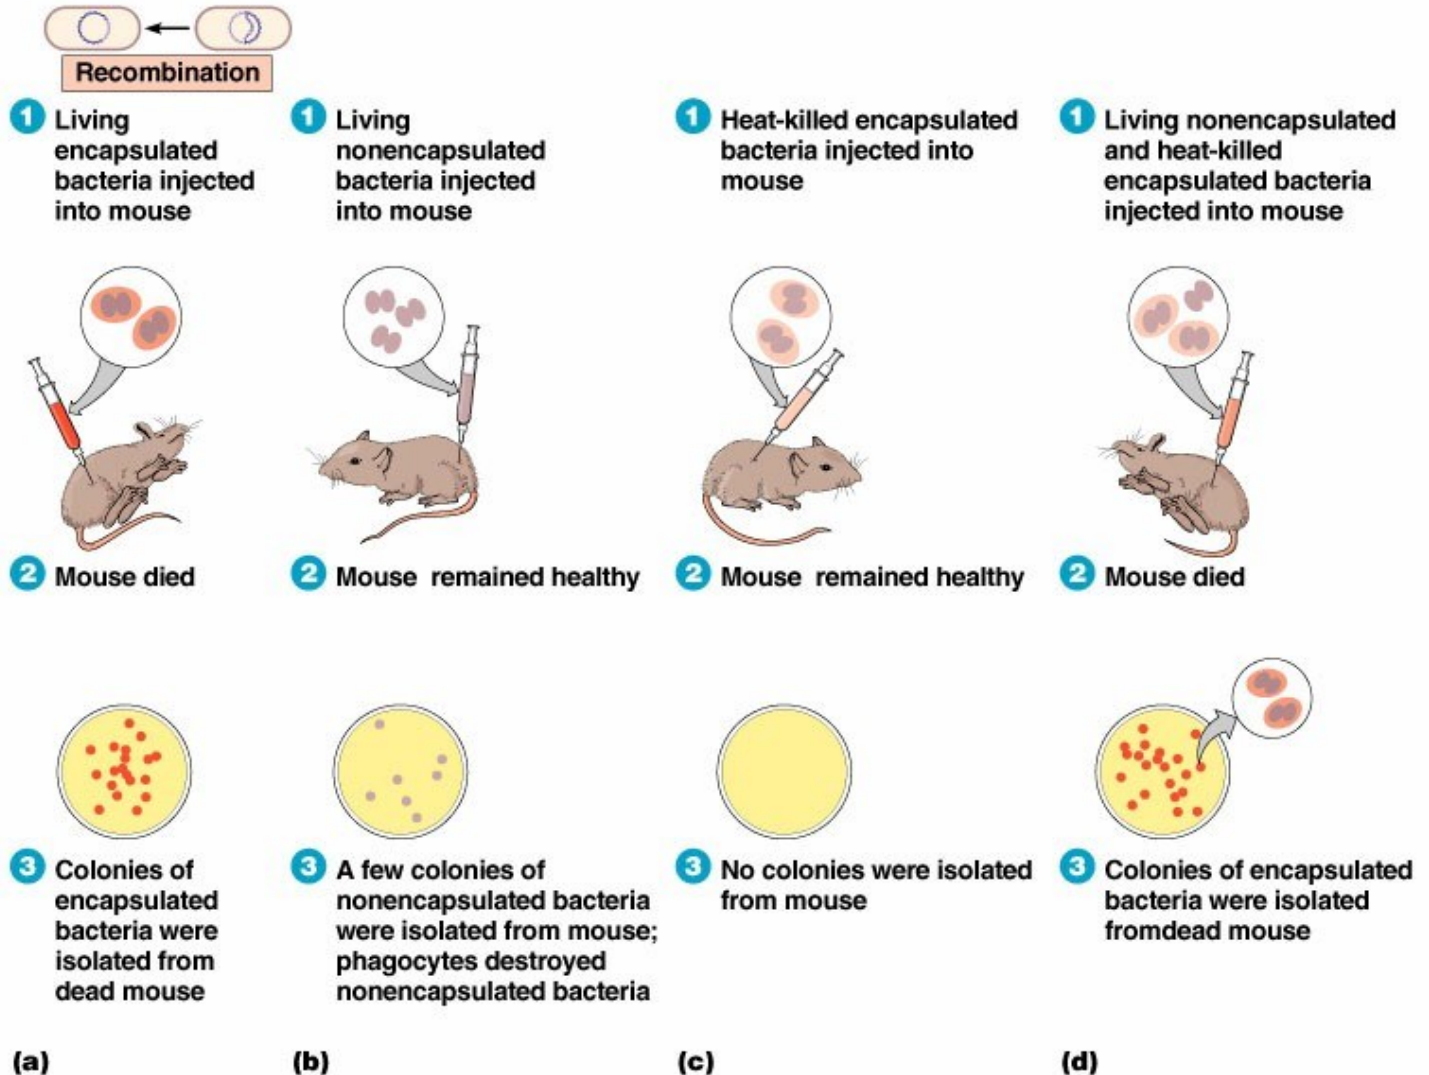 Recombination
1 Living
encapsulated
bacteria injected
into mouse
2 Mouse died
3 Colonies of
encapsulated
bacteria were
isolated from
dead mouse
(a)
1 Living
nonencapsulated
bacteria injected
into mouse
2 Mouse remained healthy
3 A few colonies of
nonencapsulated bacteria
were isolated from mouse;
phagocytes destroyed
nonencapsulated bacteria
(b)
1 Heat-killed encapsulated
bacteria injected into
mouse
2 Mouse remained healthy
3 No colonies were isolated
from mouse
(c)
1 Living nonencapsulated
and heat-killed
encapsulated bacteria
injected into mouse
2 Mouse died
3 Colonies of encapsulated
bacteria were isolated
fromdead mouse
(d)